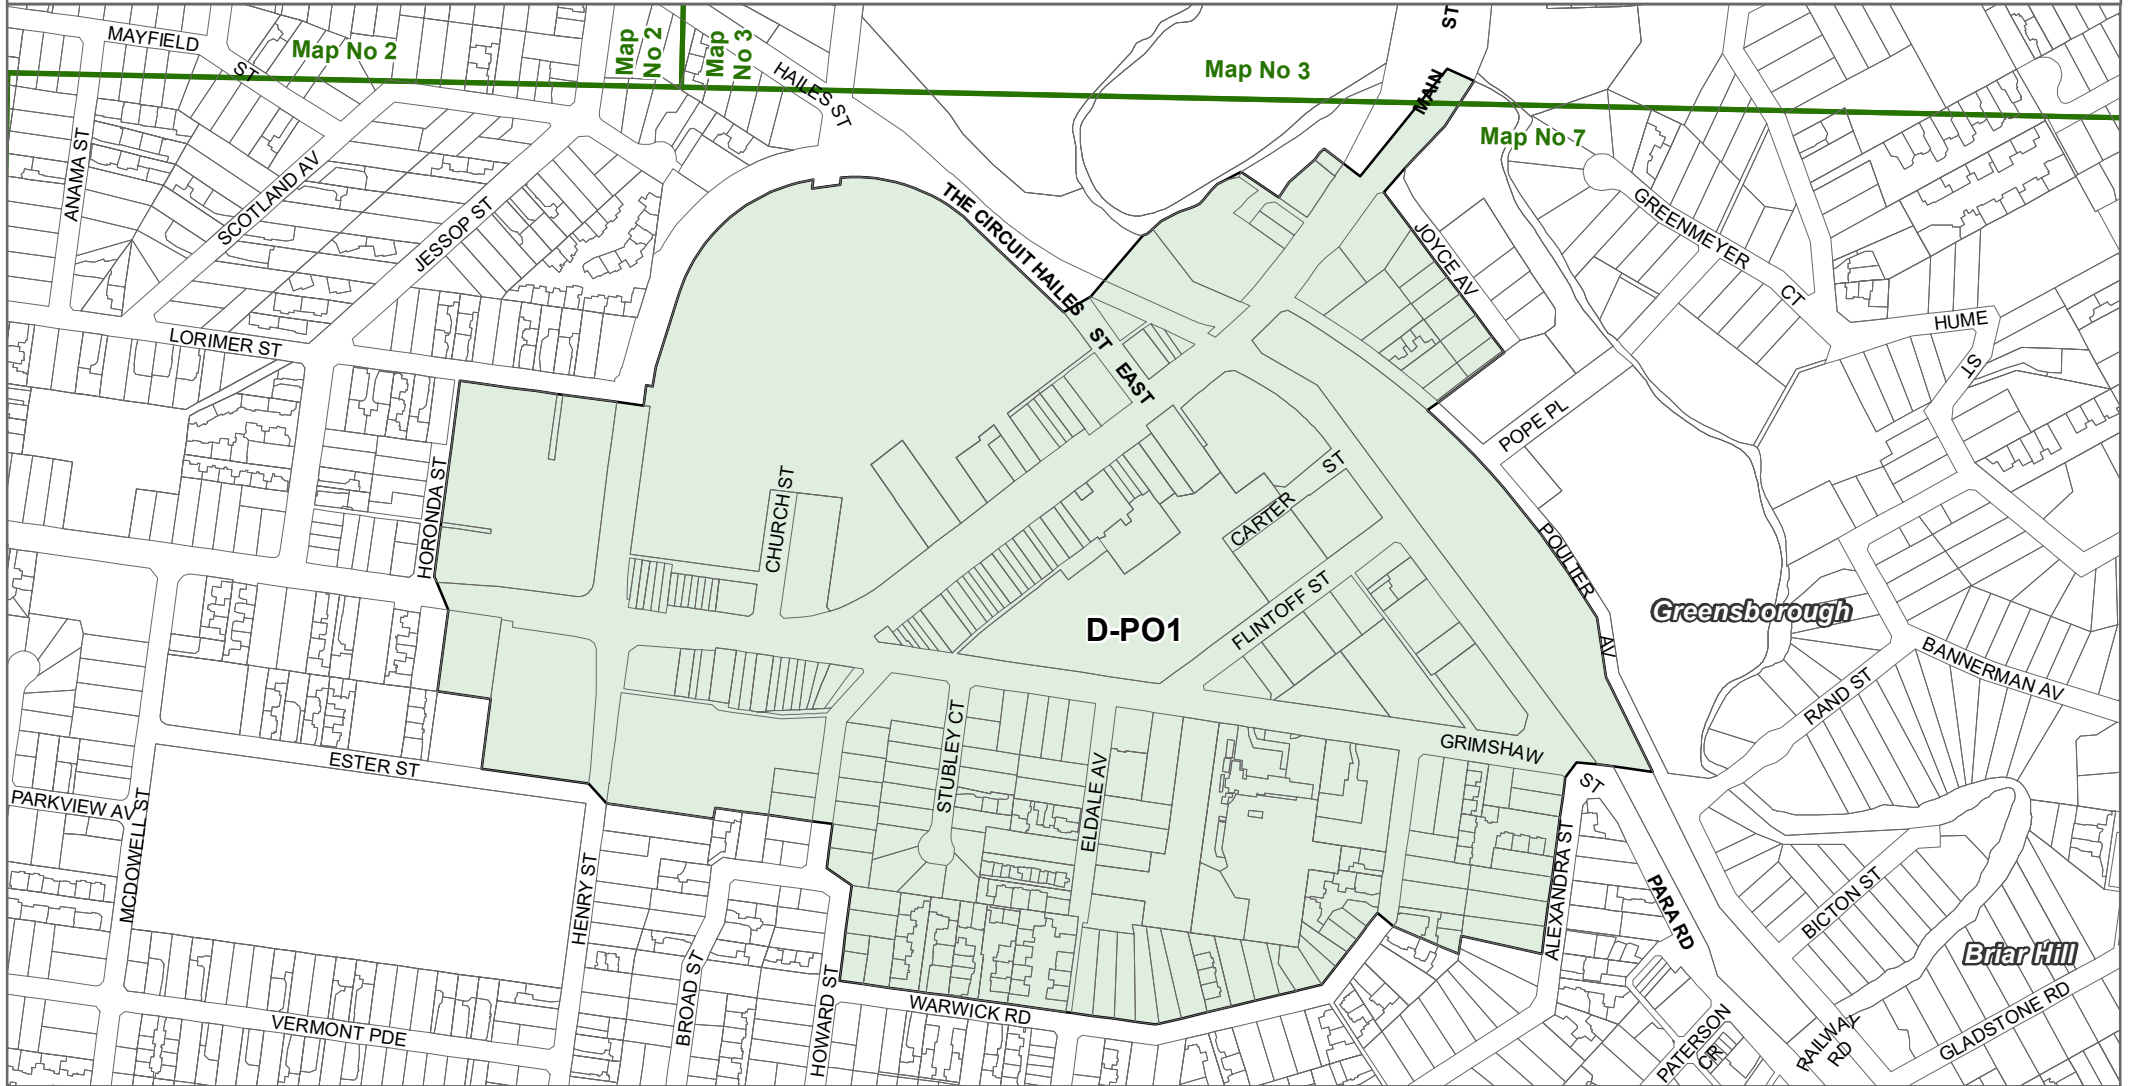 MAYFIELD
ST
Map No 2
Map
No 2
Map
No 3
HAILES ST
Map No 3
MAIN
ST
Map No 7
ANAMA ST
SCOTLAND AV
JESSOP ST
LORIMER ST
THE CIRCUIT HAILES
ST
EAST
JOYCE AV
GREENMEYER
CT
HUME
ST
POPE PL
HORONDA ST
CHURCH ST
CARTER
ST
FLINTOFF ST
POULTER
AV
D-PO1
Greensborough
BANNERMAN AV
RAND ST
GRIMSHAW
ST
STUBLEY CT
ELDALE AV
ESTER ST
PARKVIEW AV
MCDOWELL ST
HENRY ST
ALEXANDRA ST
PARA RD
BICTON ST
Briar Hill
BROAD ST
HOWARD ST
WARWICK RD
VERMONT PDE
PATERSON
CR
RAILWAY
RD
GLADSTONE RD